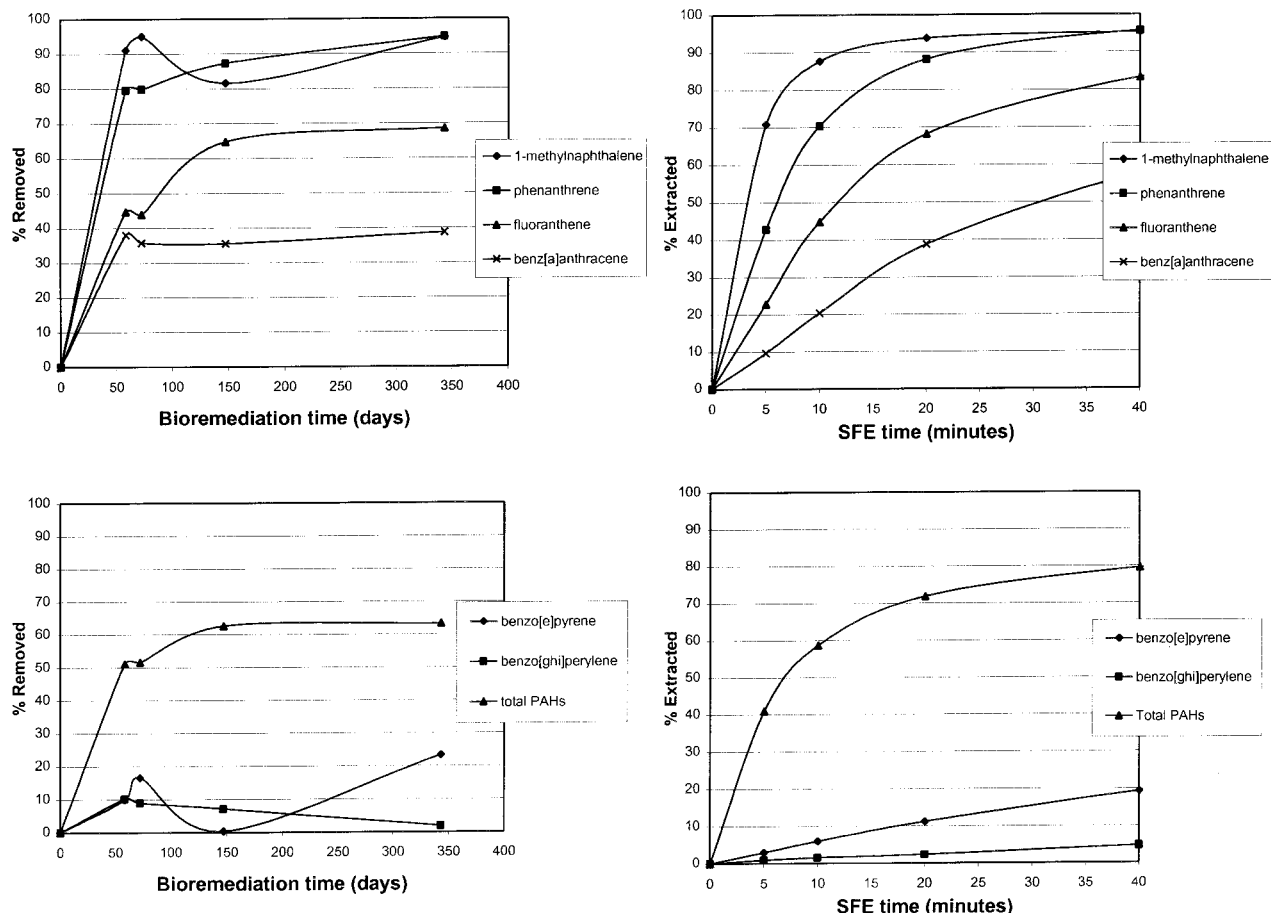 100
90
80
70
60
50
40
30
20
10
0
% Removed
0 50 100 150 200 250 300 350 400
Bioremediation time (days)
1-methylnaphthalene
phenanthrene
fluoranthene
benz[a]anthracene
100
90
80
70
60
50
40
30
20
10
0
% Extracted
0 5 10 15 20 25 30 35 40
SFE time (minutes)
1-methylnaphthalene
phenanthrene
fluoranthene
benz[a]anthracene
100
90
80
70
60
50
40
30
20
10
0
% Removed
0 50 100 150 200 250 300 350 400
Bioremediation time (days)
benzo[e]pyrene
benzo[ghi]perylene
total PAHs
100
90
80
70
60
50
40
30
20
10
0
% Extracted
0 5 10 15 20 25 30 35 40
SFE time (minutes)
benzo[e]pyrene
benzo[ghi]perylene
Total PAHs